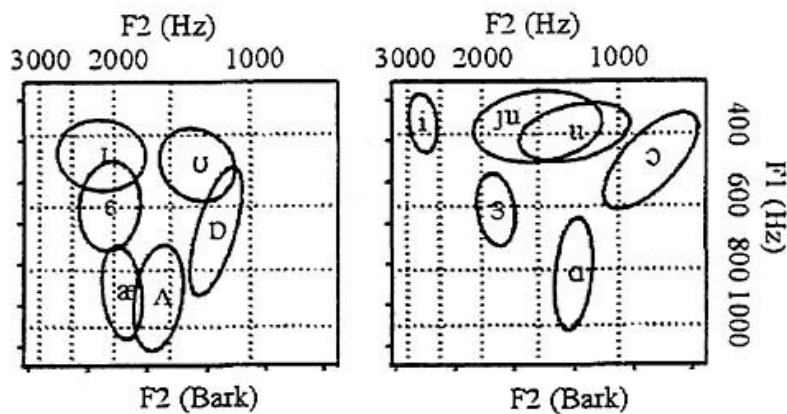 F2 (Hz)
3000 2000 1000
ɪ
ʊ
ɐ
ɒ
æ
ʌ
F2 (Bark)
F2 (Hz)
3000 2000 1000
i
ju
u
ɔ
ɜ
ɑ
F2 (Bark)
400
600
800
1000
F1 (Hz)